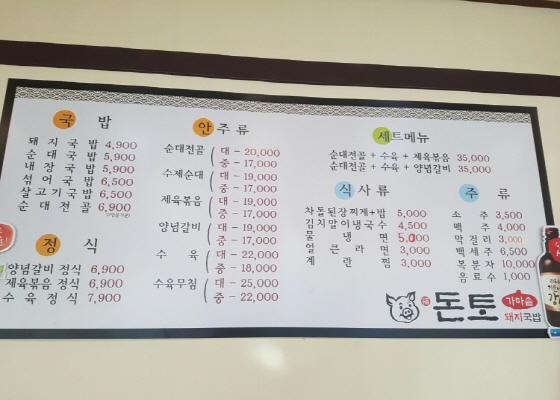 국 밥
돼지국밥 4,900
순대국밥 5,900
내장국밥 5,900
섞어국밥 6,500
살고기국밥 6,500
순대전골 6,900
정 식
양념갈비 정식 6,900
제육볶음 정식 6,900
수육정식 7,900
안주류
순대전골 대 - 20,000
중 - 17,000
수제순대 대 - 19,000
중 - 17,000
제육볶음 대 - 19,000
중 - 17,000
양념갈비 대 - 19,000
중 - 17,000
수 육 대 - 22,000
중 - 18,000
수육무침 대 - 25,000
중 - 22,000
세트메뉴
순대전골 + 수육 + 제육볶음 35,000
순대전골 + 수육 + 양념갈비 35,000
식사류
차돌된장찌게+밥 5,000
김치말이냉국수 4,500
물냉면 5,000
얼큰라면 3,000
계란찜 3,000
주 류
소주 3,500
맥주 4,000
막걸리 3,000
백세주 6,500
복분자 10,000
음료수 1,000
돈토 가마솥
돼지국밥